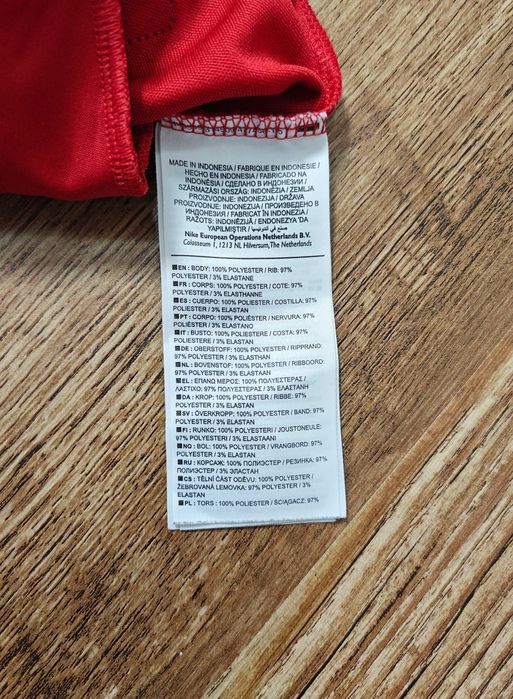 MADE IN INDONESIA / FABRIQUE EN INDONESIE /
HECHO EN INDONESIA / FABRICADO NA
INDONÉSIA / СДЕЛАНО В ИНДОНЕЗИИ /
SZÁRMAZÁSI ORSZÁG: INDONÉZIA / ZEMLJA
PROIZVODNJE: INDONEZIJA / DRŽAVA
PROIZVODNJE: INDONEZIJA / ПРОИЗВЕДЕНО В
ИНДОНЕЗИЯ / FABRICAT ÎN INDONEZIA /
RAŽOTS: INDONĒZIJĀ / ENDONEZYA 'DA
YAPILMIŞTIR / صنع في اندونيسيا
Nike European Operations Netherlands B.V.
Colosseum 1, 1213 NL Hilversum, The Netherlands
EN : BODY: 100% POLYESTER / RIB: 97%
POLYESTER / 3% ELASTANE
FR : CORPS: 100% POLYESTER / COTE: 97%
POLYESTER / 3% ELASTHANNE
ES : CUERPO: 100% POLIESTER / COSTILLA: 97%
POLIESTER / 3% ELASTAN
PT : CORPO: 100% POLIÉSTER / NERVURA: 97%
POLIÉSTER / 3% ELASTANO
IT : BUSTO: 100% POLIESTERE / COSTA: 97%
POLIESTERE / 3% ELASTAN
DE : OBERSTOFF: 100% POLYESTER / RIPPRAND:
97% POLYESTER / 3% ELASTHAN
NL : BOVENSTOF: 100% POLYESTER / RIBBOORD:
97% POLYESTER / 3% ELASTAAN
EL : ΕΠΑΝΩ ΜΕΡΟΣ: 100% ΠΟΛΥΕΣΤΕΡΑΣ /
ΛΑΣΤΙΧΟ: 97% ΠΟΛΥΕΣΤΕΡΑΣ / 3% ΕΛΑΣΤΑΝΗ
DA : KROP: 100% POLYESTER / RIBBE: 97%
POLYESTER / 3% ELASTAN
SV : ÖVERKROPP: 100% POLYESTER / BAND: 97%
POLYESTER / 3% ELASTAN
FI : RUNKO: 100% POLYESTERI / JOUSTONEULE:
97% POLYESTERI / 3% ELASTAANI
NO : BOL: 100% POLYESTER / VRANGBORD: 97%
POLYESTER / 3% ELASTAN
RU : КОРСАЖ: 100% ПОЛИЭСТЕР / РЕЗИНКА: 97%
ПОЛИЭСТЕР / 3% ЭЛАСТАН
CS : TĚLNÍ ČÁST ODĚVU: 100% POLYESTER /
ŽEBROVANÁ LEMOVKA: 97% POLYESTER / 3%
ELASTAN
PL : TORS : 100% POLIESTER / ŚCIĄGACZ: 97%